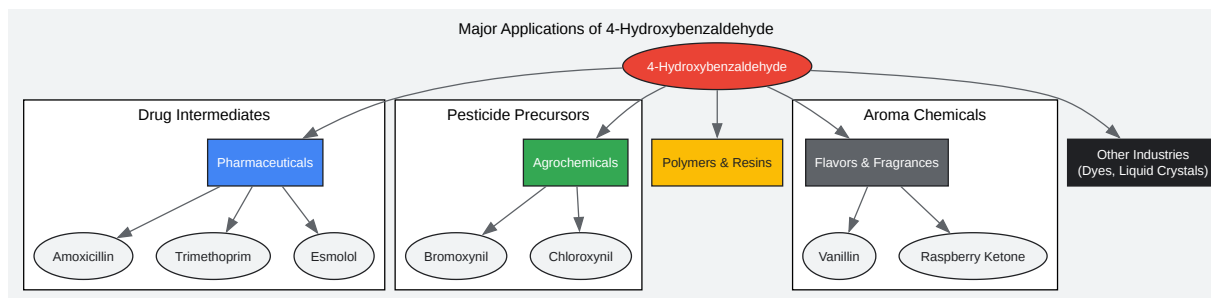 Major Applications of 4-Hydroxybenzaldehyde
4-Hydroxybenzaldehyde
Drug Intermediates
Pesticide Precursors
Aroma Chemicals
Pharmaceuticals
Agrochemicals
Polymers & Resins
Flavors & Fragrances
Other Industries
(Dyes, Liquid Crystals)
Amoxicillin
Trimethoprim
Esmolol
Bromoxynil
Chloroxynil
Vanillin
Raspberry Ketone